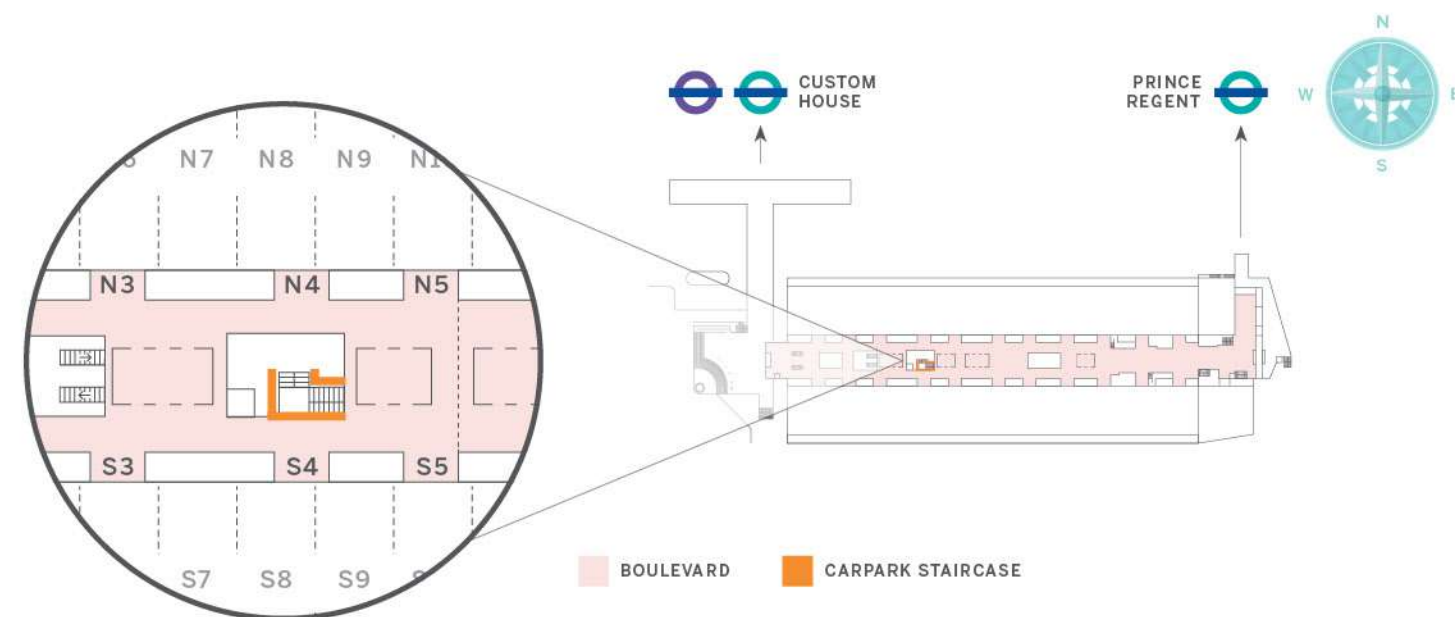 N
CUSTOM
HOUSE
PRINCE
REGENT
W
E
S
N7 N8 N9
N3 N4 N5
S3 S4 S5
S7 S8 S9
BOULEVARD
CARPARK STAIRCASE